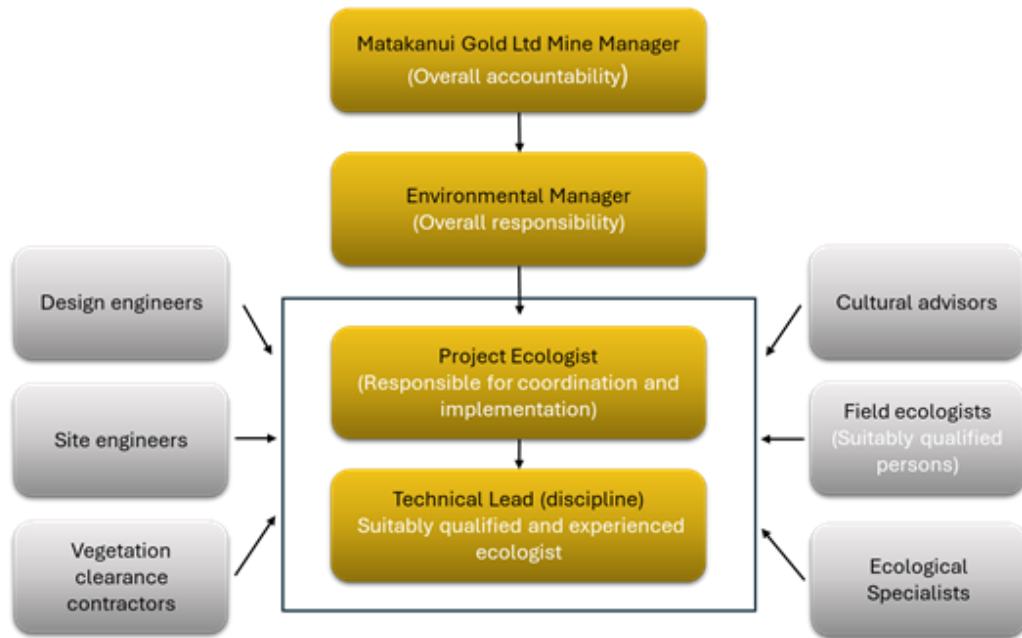 Matakanui Gold Ltd Mine Manager
(Overall accountability)
Environmental Manager
(Overall responsibility)
Design engineers
Cultural advisors
Project Ecologist
(Responsible for coordination and
implementation)
Site engineers
Field ecologists
(Suitably qualified
persons)
Technical Lead (discipline)
Suitably qualified and experienced
ecologist
Vegetation
clearance
contractors
Ecological
Specialists